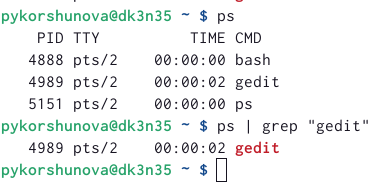 pykorshunova@dk3n35 ~ $ ps
    PID TTY          TIME CMD
   4888 pts/2    00:00:00 bash
   4989 pts/2    00:00:02 gedit
   5151 pts/2    00:00:00 ps
pykorshunova@dk3n35 ~ $ ps | grep "gedit"
   4989 pts/2    00:00:02 gedit
pykorshunova@dk3n35 ~ $